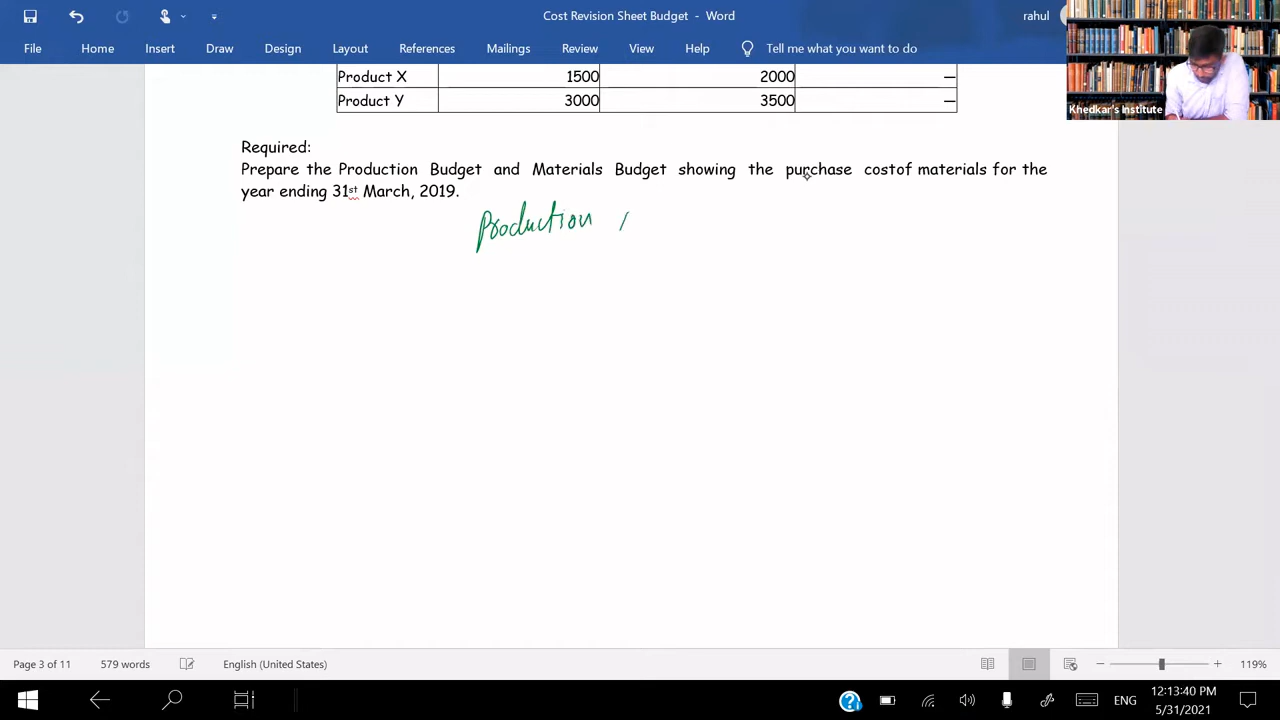 Cost Revision Sheet Budget - Word
rahul
File Home Insert Draw Design Layout References Mailings Review View Help Tell me what you want to do
Khedkar's Institute
Product X 1500 2000 —
Product Y 3000 3500 —
Required:
Prepare the Production Budget and Materials Budget showing the purchase costof materials for the
year ending 31st March, 2019.
Production
Page 3 of 11 579 words English (United States) 119%
ENG
12:13:40 PM
5/31/2021